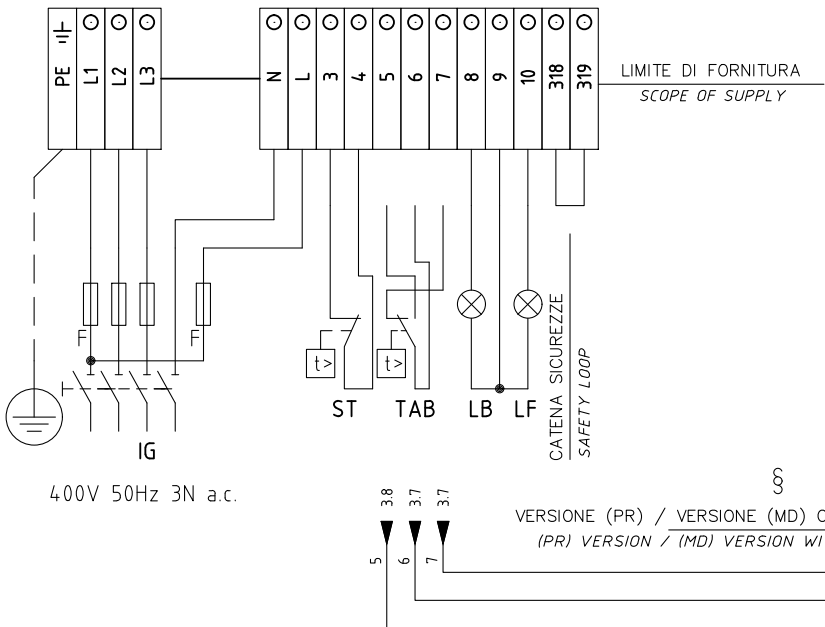 PE L1 L2 L3 N L 3 4 5 6 7 8 9 10 318 319
LIMITE DI FORNITURA
SCOPE OF SUPPLY
F F
t> t>
CATENA SICUREZZE
SAFETY LOOP
ST TAB LB LF
IG
400V 50Hz 3N a.c.
3.8 3.7 3.7
5 6 7
§
VERSIONE (PR) / VERSIONE (MD) C
(PR) VERSION / (MD) VERSION WI